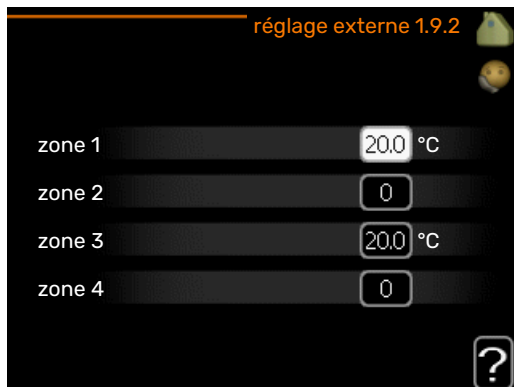 réglage externe 1.9.2
zone 1 20.0 °C
zone 2 0
zone 3 20.0 °C
zone 4 0
?